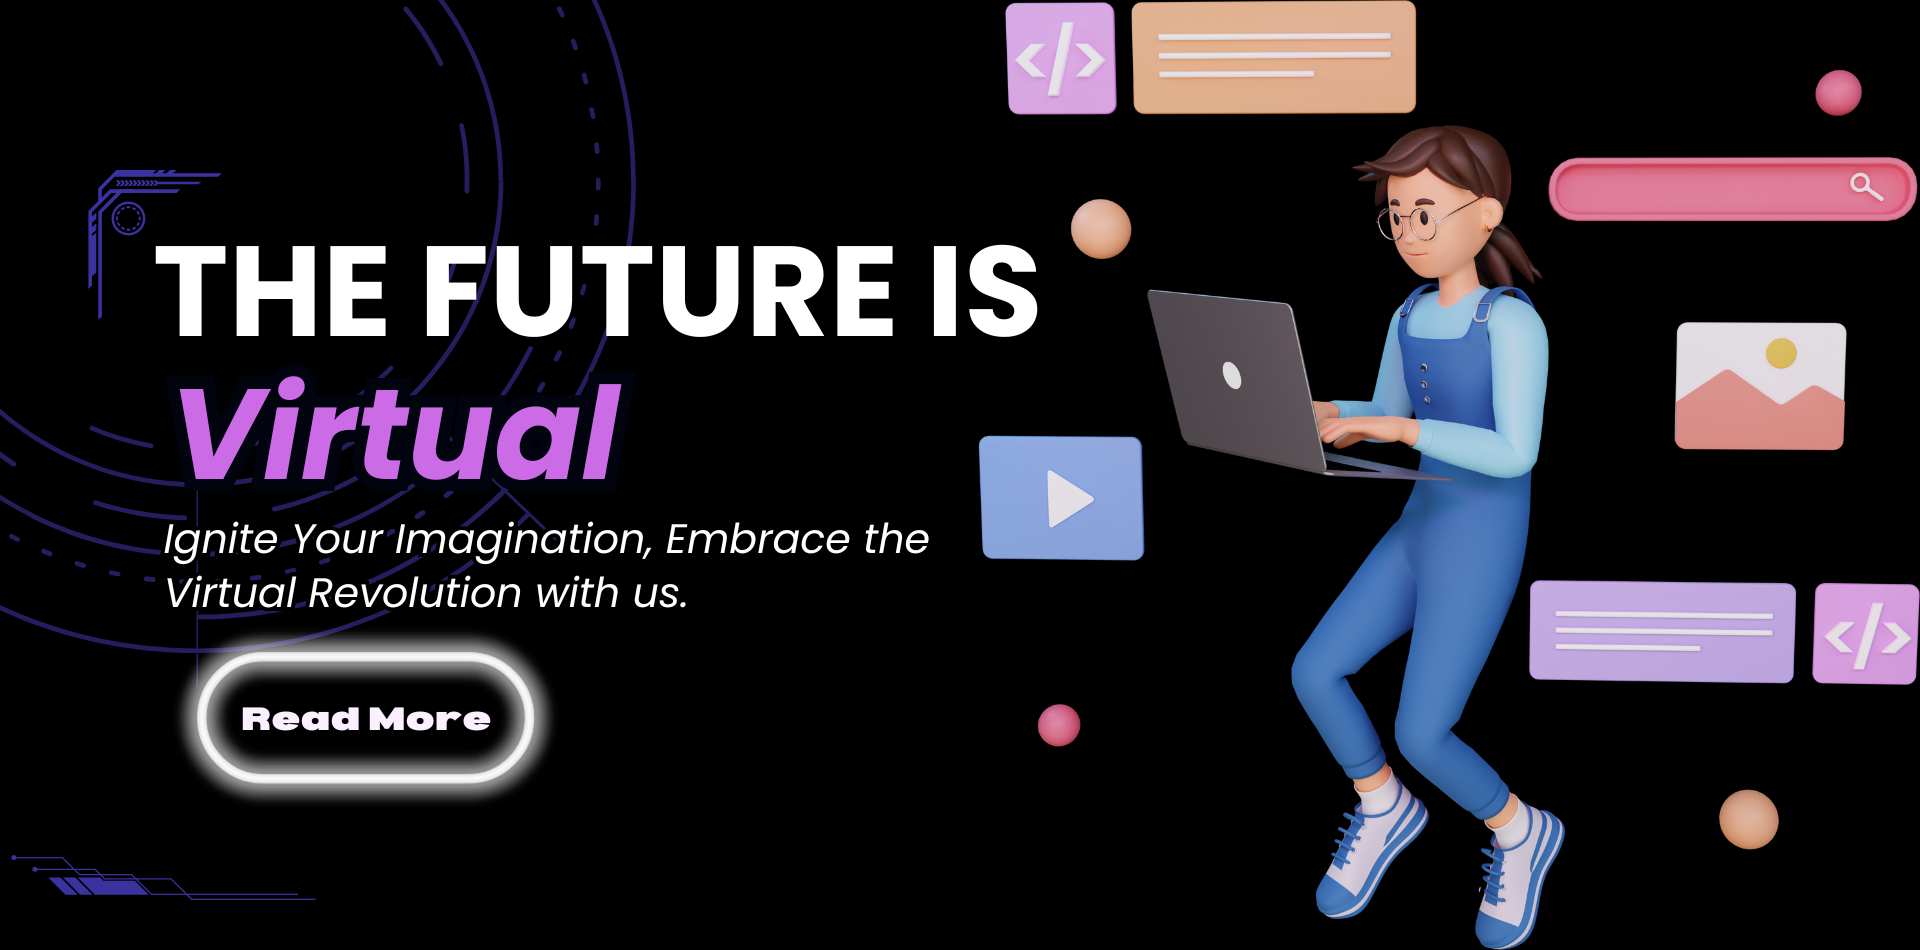 THE FUTURE IS
Virtual
Ignite Your Imagination, Embrace the
Virtual Revolution with us.
Read More